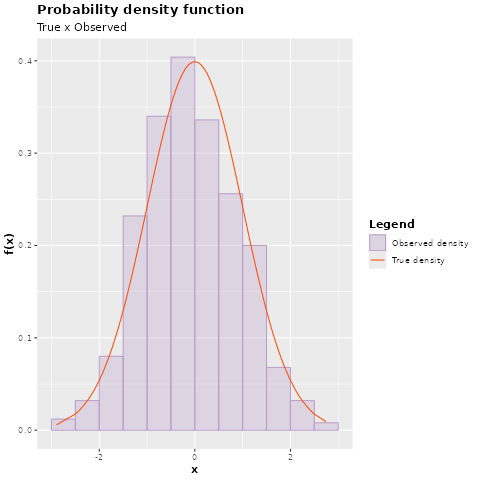 Probability density function
True x Observed
f(x)
0.4
0.3
0.2
0.1
0.0
-2
0
2
x
Legend
Observed density
True density